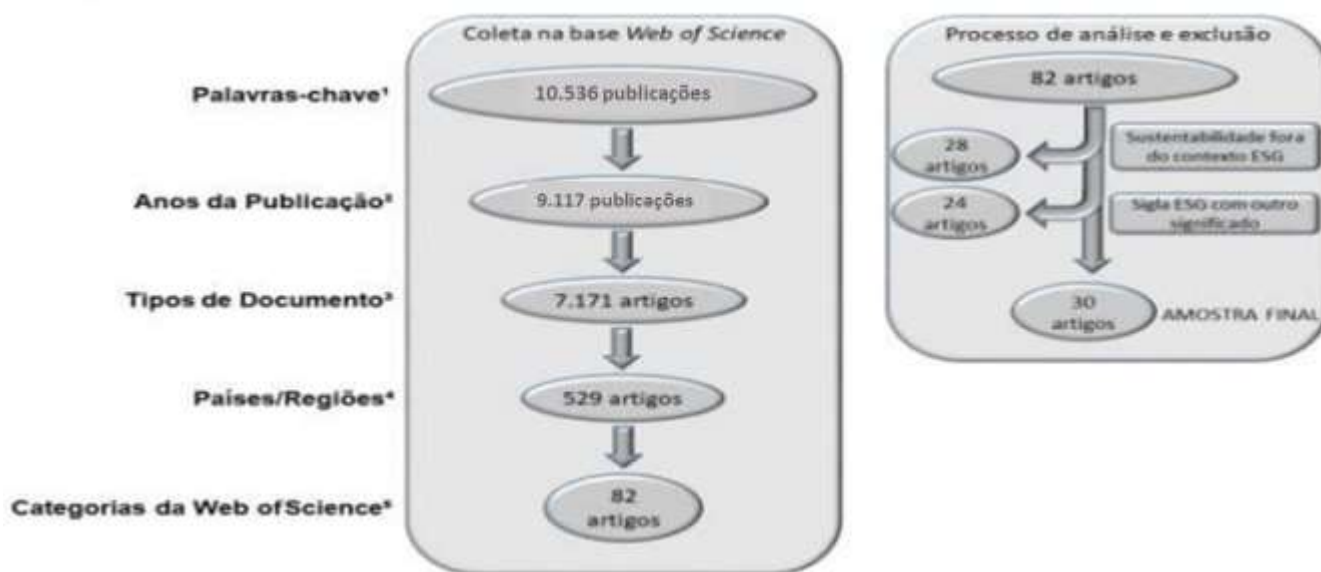 Coleta na base Web of Science
Palavras-chave¹
10.536 publicações
Anos da Publicação²
9.117 publicações
Tipos de Documento³
7.171 artigos
Países/Regiões⁴
529 artigos
Categorias da Web ofScience⁵
82
artigos
Processo de análise e exclusão
82 artigos
28
artigos
Sustentabilidade fora
do contexto ESG
24
artigos
Sigla ESG com outro
significado
30
artigos
AMOSTRA FINAL